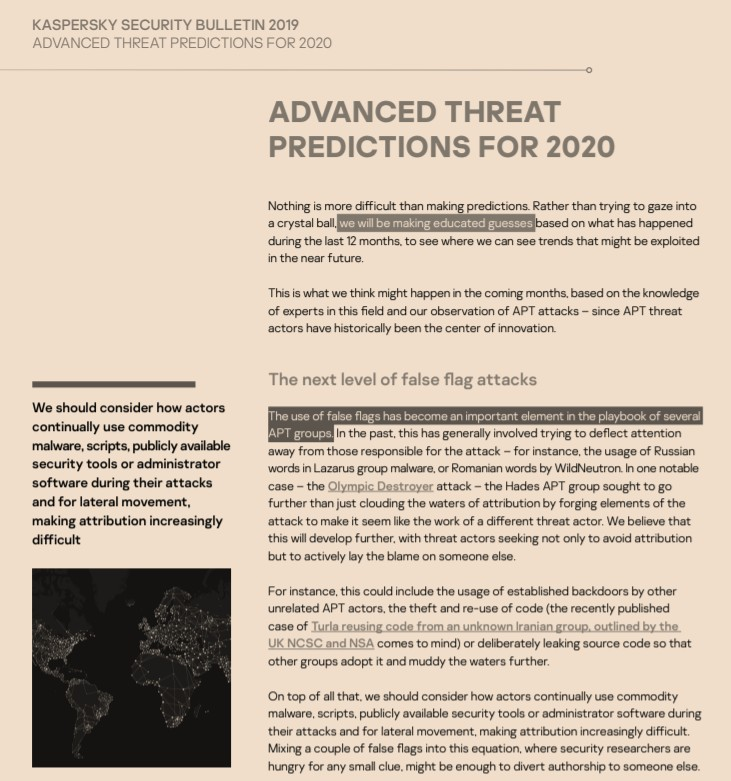 KASPERSKY SECURITY BULLETIN 2019
ADVANCED THREAT PREDICTIONS FOR 2020
ADVANCED THREAT
PREDICTIONS FOR 2020
Nothing is more difficult than making predictions. Rather than trying to gaze into
a crystal ball, we will be making educated guesses based on what has happened
during the last 12 months, to see where we can see trends that might be exploited
in the near future.
This is what we think might happen in the coming months, based on the knowledge
of experts in this field and our observation of APT attacks – since APT threat
actors have historically been the center of innovation.
The next level of false flag attacks
The use of false flags has become an important element in the playbook of several
APT groups. In the past, this has generally involved trying to deflect attention
away from those responsible for the attack – for instance, the usage of Russian
words in Lazarus group malware, or Romanian words by WildNeutron. In one notable
case – the Olympic Destroyer attack – the Hades APT group sought to go
further than just clouding the waters of attribution by forging elements of the
attack to make it seem like the work of a different threat actor. We believe that
this will develop further, with threat actors seeking not only to avoid attribution
but to actively lay the blame on someone else.
For instance, this could include the usage of established backdoors by other
unrelated APT actors, the theft and re-use of code (the recently published
case of Turla reusing code from an unknown Iranian group, outlined by the
UK NCSC and NSA comes to mind) or deliberately leaking source code so that
other groups adopt it and muddy the waters further.
On top of all that, we should consider how actors continually use commodity
malware, scripts, publicly available security tools or administrator software during
their attacks and for lateral movement, making attribution increasingly difficult.
Mixing a couple of false flags into this equation, where security researchers are
hungry for any small clue, might be enough to divert authorship to someone else.
We should consider how actors
continually use commodity
malware, scripts, publicly available
security tools or administrator
software during their attacks
and for lateral movement,
making attribution increasingly
difficult